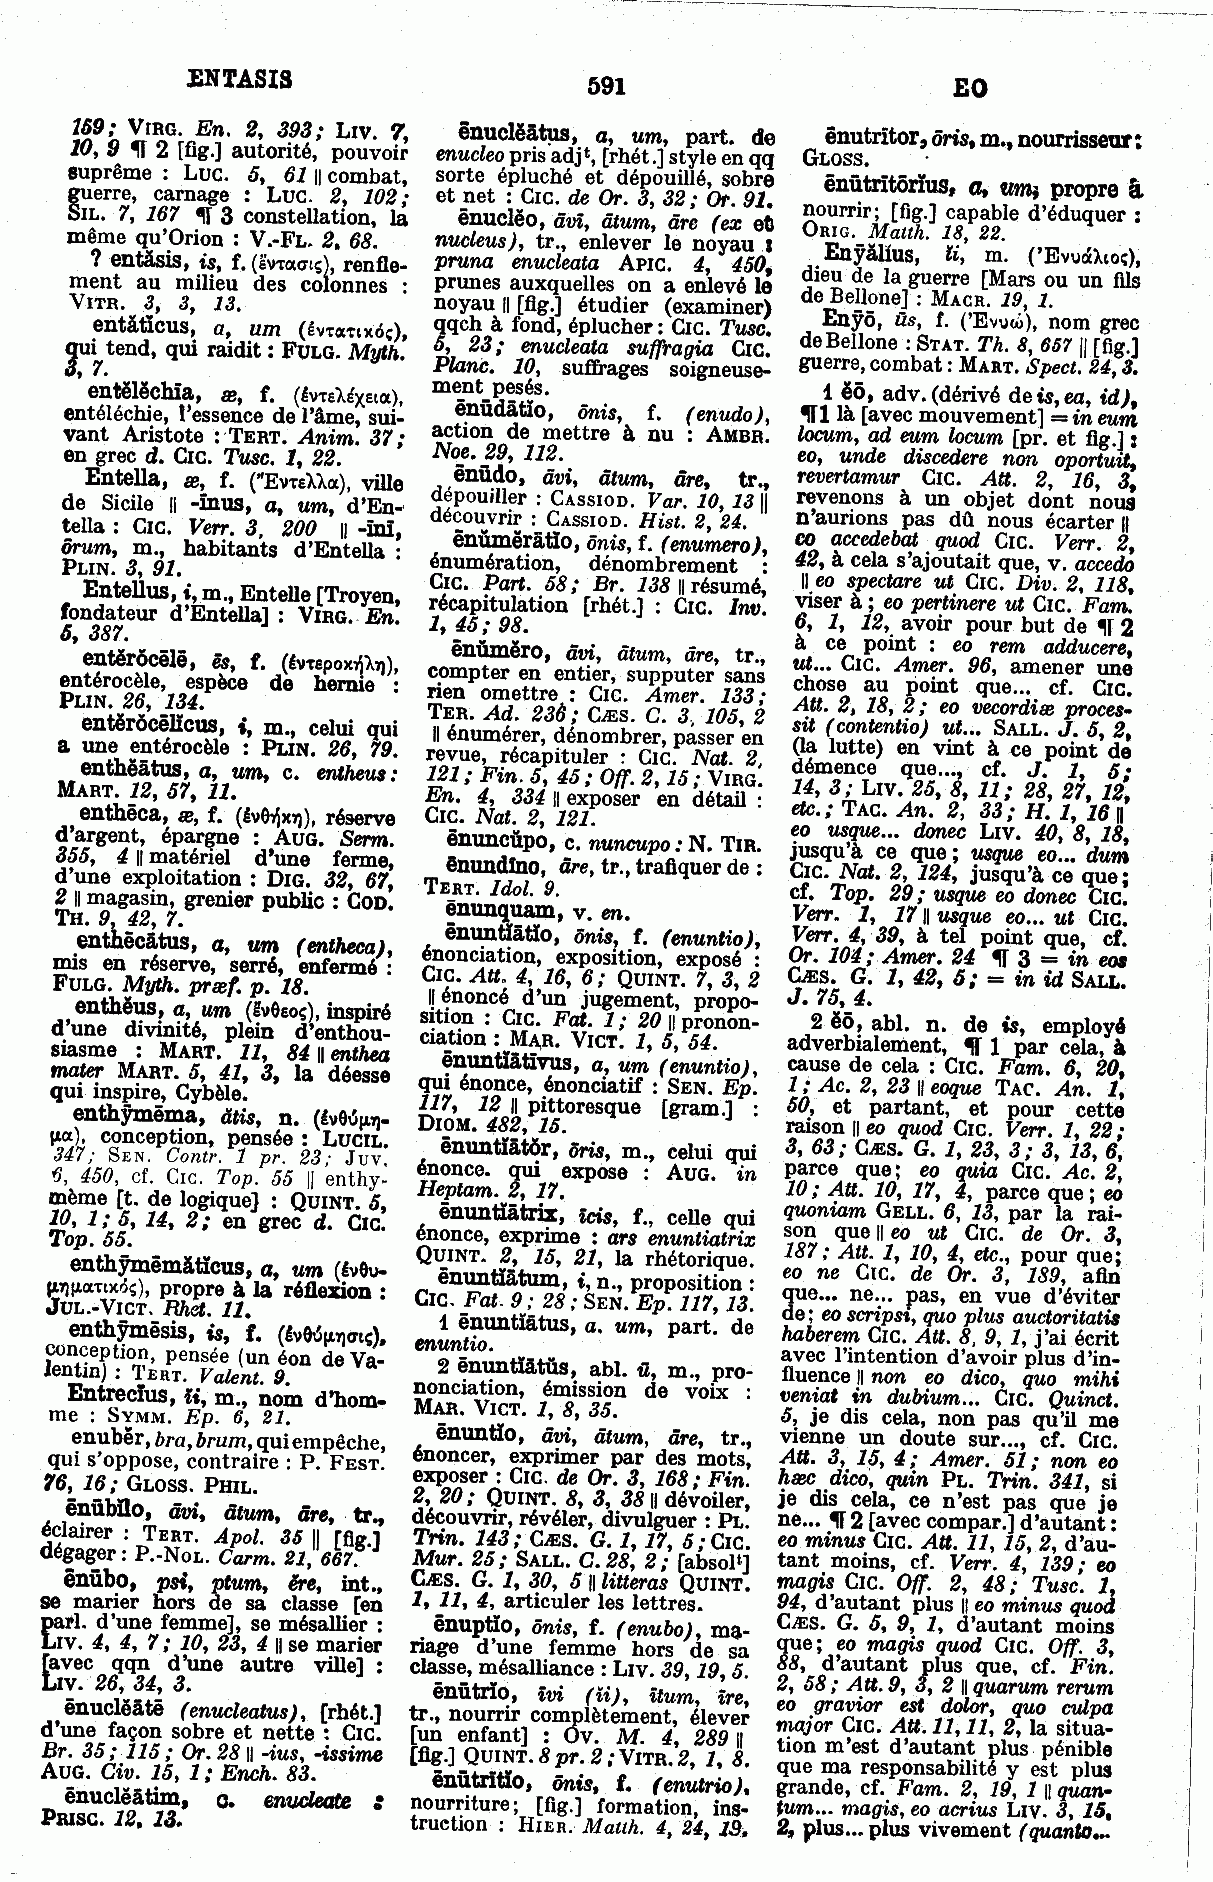 ENTASIS
591
EO
159; VIRG. En. 2, 393; LIV. 7,
10, 9 ¶ 2 [fig.] autorité, pouvoir
suprême : LUC. 5, 61 || combat,
guerre, carnage : LUC. 2, 102;
SIL. 7, 167 ¶ 3 constellation, la
même qu'Orion : V.-FL. 2, 68.
? entăsis, is, f. (ἔντασις), renfle-
ment au milieu des colonnes :
VITR. 3, 3, 13.
entătĭcus, a, um (ἐντατικός),
qui tend, qui raidit : FULG. Myth.
3, 7.
entĕlĕchīa, æ, f. (ἐντελέχεια),
entéléchie, l'essence de l'âme, sui-
vant Aristote : TERT. Anim. 37;
en grec d. CIC. Tusc. 1, 22.
Entella, æ, f. (Ἔντελλα), ville
de Sicile || -īnus, a, um, d'En-
tella : CIC. Verr. 3, 200 || -īnī,
ōrum, m., habitants d'Entella :
PLIN. 3, 91.
Entellus, i, m., Entelle [Troyen,
fondateur d'Entella] : VIRG. En.
5, 387.
entĕrŏcēlē, ēs, f. (ἐντεροκήλη),
entérocèle, espèce de hernie :
PLIN. 26, 134.
entĕrŏcēlĭcus, i, m., celui qui
a une entérocèle : PLIN. 26, 79.
enthĕātus, a, um, c. entheus:
MART. 12, 57, 11.
enthēca, æ, f. (ἐνθήκη), réserve
d'argent, épargne : AUG. Serm.
355, 4 || matériel d'une ferme,
d'une exploitation : DIG. 32, 67,
2 || magasin, grenier public : COD.
TH. 9, 42, 7.
enthēcātus, a, um (entheca),
mis en réserve, serré, enfermé :
FULG. Myth. præf. p. 18.
enthĕus, a, um (ἔνθεος), inspiré
d'une divinité, plein d'enthou-
siasme : MART. 11, 84 || enthea
mater MART. 5, 41, 3, la déesse
qui inspire, Cybèle.
enthȳmēma, ătis, n. (ἐνθύμη-
μα), conception, pensée : LUCIL.
347; SEN. Contr. 1 pr. 23; JUV.
6, 450, cf. CIC. Top. 55 || enthy-
mème [t. de logique] : QUINT. 5,
10, 1; 5, 14, 2; en grec d. CIC.
Top. 55.
enthȳmēmătĭcus, a, um (ἐνθυ-
μηματικός), propre à la réflexion :
JUL.-VICT. Rhet. 11.
enthȳmēsis, is, f. (ἐνθύμησις),
conception, pensée (un éon de Va-
lentin) : TERT. Valent. 9.
Entrecĭus, ĭi, m., nom d'hom-
me : SYMM. Ep. 6, 21.
enubĕr, bra, brum, qui empêche,
qui s'oppose, contraire : P. FEST.
76, 16; GLOSS. PHIL.
ēnūbĭlo, āvi, ātum, āre, tr.,
éclairer : TERT. Apol. 35 || [fig.]
dégager : P.-NOL. Carm. 21, 667.
ēnūbo, psi, ptum, ĕre, int.,
se marier hors de sa classe [en
parl. d'une femme], se mésallier :
LIV. 4, 4, 7; 10, 23, 4 || se marier
[avec qqn d'une autre ville] :
LIV. 26, 34, 3.
ēnuclĕātē (enucleatus), [rhét.]
d'une façon sobre et nette : CIC.
Br. 35; 115; Or. 28 || -ius, -issime
AUG. Civ. 15, 1; Ench. 83.
ēnuclĕātim, c. enucleate :
PRISC. 12, 13.
ēnuclĕātus, a, um, part. de
enucleo pris adjᵗ, [rhét.] style en qq
sorte épluché et dépouillé, sobre
et net : CIC. de Or. 3, 32; Or. 91.
ēnuclĕo, āvī, ātum, āre (ex et
nucleus), tr., enlever le noyau :
pruna enucleata APIC. 4, 450,
prunes auxquelles on a enlevé le
noyau || [fig.] étudier (examiner)
qqch à fond, éplucher : CIC. Tusc.
5, 23; enucleata suffragia CIC.
Planc. 10, suffrages soigneuse-
ment pesés.
ēnūdātĭo, ōnis, f. (enudo),
action de mettre à nu : AMBR.
Noe. 29, 112.
ēnūdo, āvi, ātum, āre, tr.,
dépouiller : CASSIOD. Var. 10, 13 ||
découvrir : CASSIOD. Hist. 2, 24.
ēnŭmĕrātĭo, ōnis, f. (enumero),
énumération, dénombrement :
CIC. Part. 58; Br. 138 || résumé,
récapitulation [rhét.] : CIC. Inv.
1, 45; 98.
ēnŭmĕro, āvi, ātum, āre, tr.,
compter en entier, supputer sans
rien omettre : CIC. Amer. 133;
TER. Ad. 236; CÆS. C. 3, 105, 2
|| énumérer, dénombrer, passer en
revue, récapituler : CIC. Nat. 2,
121; Fin. 5, 45; Off. 2, 15; VIRG.
En. 4, 334 || exposer en détail :
CIC. Nat. 2, 121.
ēnuncŭpo, c. nuncupo : N. TIR.
ēnundĭno, āre, tr., trafiquer de :
TERT. Idol. 9.
ēnunquam, v. en.
ēnuntĭātĭo, ōnis, f. (enuntio),
énonciation, exposition, exposé :
CIC. Att. 4, 16, 6; QUINT. 7, 3, 2
|| énoncé d'un jugement, propo-
sition : CIC. Fat. 1; 20 || pronon-
ciation : MAR. VICT. 1, 5, 54.
ēnuntĭātīvus, a, um (enuntio),
qui énonce, énonciatif : SEN. Ep.
117, 12 || pittoresque [gram.] :
DIOM. 482, 15.
ēnuntĭātŏr, ōris, m., celui qui
énonce. qui expose : AUG. in
Heptam. 2, 17.
ēnuntĭātrix, īcis, f., celle qui
énonce, exprime : ars enuntiatrix
QUINT. 2, 15, 21, la rhétorique.
ēnuntĭātum, i, n., proposition :
CIC. Fat. 9; 28; SEN. Ep. 117, 13.
1 ēnuntĭātus, a. um, part. de
enuntio.
2 ēnuntĭātŭs, abl. ū, m., pro-
nonciation, émission de voix :
MAR. VICT. 1, 8, 35.
ēnuntĭo, āvi, ātum, āre, tr.,
énoncer, exprimer par des mots,
exposer : CIC. de Or. 3, 168; Fin.
2, 20; QUINT. 8, 3, 38 || dévoiler,
découvrir, révéler, divulguer : PL.
Trin. 143; CÆS. G. 1, 17, 5; CIC.
Mur. 25; SALL. C. 28, 2; [absolᵗ]
CÆS. G. 1, 30, 5 || litteras QUINT.
1, 11, 4, articuler les lettres.
ēnuptĭo, ōnis, f. (enubo), ma-
riage d'une femme hors de sa
classe, mésalliance : LIV. 39, 19, 5.
ēnūtrĭo, īvi (ĭi), ītum, īre,
tr., nourrir complètement, élever
[un enfant] : OV. M. 4, 289 ||
[fig.] QUINT. 8 pr. 2; VITR. 2, 1, 8.
ēnūtrītĭo, ōnis, f. (enutrio),
nourriture; [fig.] formation, ins-
truction : HIER. Matth. 4, 24, 19.
ēnutrītor, ōris, m., nourrisseur:
GLOSS.
ēnūtrītōrĭus, a, um, propre à
nourrir; [fig.] capable d'éduquer :
ORIG. Matth. 18, 22.
Enȳălĭus, ĭi, m. (Ἐνυάλιος),
dieu de la guerre [Mars ou un fils
de Bellone] : MACR. 19, 1.
Enȳō, ūs, f. (Ἐνυώ), nom grec
de Bellone : STAT. Th. 8, 657 || [fig.]
guerre, combat : MART. Spect. 24, 3.
1 ĕō, adv. (dérivé de is, ea, id),
¶ 1 là [avec mouvement] = in eum
locum, ad eum locum [pr. et fig.] :
eo, unde discedere non oportuit,
revertamur CIC. Att. 2, 16, 3,
revenons à un objet dont nous
n'aurions pas dû nous écarter ||
eo accedebat quod CIC. Verr. 2,
42, à cela s'ajoutait que, v. accedo
|| eo spectare ut CIC. Div. 2, 118,
viser à; eo pertinere ut CIC. Fam.
6, 1, 12, avoir pour but de ¶ 2
à ce point : eo rem adducere,
ut... CIC. Amer. 96, amener une
chose au point que... cf. CIC.
Att. 2, 18, 2; eo vecordiæ proces-
sit (contentio) ut... SALL. J. 5, 2,
(la lutte) en vint à ce point de
démence que..., cf. J. 1, 5;
14, 3; LIV. 25, 8, 11; 28, 27, 12,
etc.; TAC. An. 2, 33; H. 1, 16 ||
eo usque... donec LIV. 40, 8, 18,
jusqu'à ce que; usque eo... dum
CIC. Nat. 2, 124, jusqu'à ce que;
cf. Top. 29; usque eo donec CIC.
Verr. 1, 17 || usque eo... ut CIC.
Verr. 4, 39, à tel point que, cf.
Or. 104; Amer. 24 ¶ 3 = in eos
CÆS. G. 1, 42, 5; = in id SALL.
J. 75, 4.
2 ĕō, abl. n. de is, employé
adverbialement, ¶ 1 par cela, à
cause de cela : CIC. Fam. 6, 20,
1; Ac. 2, 23 || eoque TAC. An. 1,
50, et partant, et pour cette
raison || eo quod CIC. Verr. 1, 22;
3, 63; CÆS. G. 1, 23, 3; 3, 13, 6,
parce que; eo quia CIC. Ac. 2,
10; Att. 10, 17, 4, parce que; eo
quoniam GELL. 6, 13, par la rai-
son que || eo ut CIC. de Or. 3,
187; Att. 1, 10, 4, etc., pour que;
eo ne CIC. de Or. 3, 189, afin
que... ne... pas, en vue d'éviter
de; eo scripsi, quo plus auctoritatis
haberem CIC. Att. 8, 9, 1, j'ai écrit
avec l'intention d'avoir plus d'in-
fluence || non eo dico, quo mihi
veniat in dubium... CIC. Quinct.
5, je dis cela, non pas qu'il me
vienne un doute sur..., cf. CIC.
Att. 3, 15, 4; Amer. 51; non eo
hæc dico, quin PL. Trin. 341, si
je dis cela, ce n'est pas que je
ne... ¶ 2 [avec compar.] d'autant :
eo minus CIC. Att. 11, 15, 2, d'au-
tant moins, cf. Verr. 4, 139; eo
magis CIC. Off. 2, 48; Tusc. 1,
94, d'autant plus || eo minus quod
CÆS. G. 5, 9, 1, d'autant moins
que; eo magis quod CIC. Off. 3,
88, d'autant plus que, cf. Fin.
2, 58; Att. 9, 3, 2 || quarum rerum
eo gravior est dolor, quo culpa
major CIC. Att. 11, 11, 2, la situa-
tion m'est d'autant plus pénible
que ma responsabilité y est plus
grande, cf. Fam. 2, 19, 1 || quan-
tum... magis, eo acrius LIV. 3, 15,
2, plus... plus vivement (quanto...